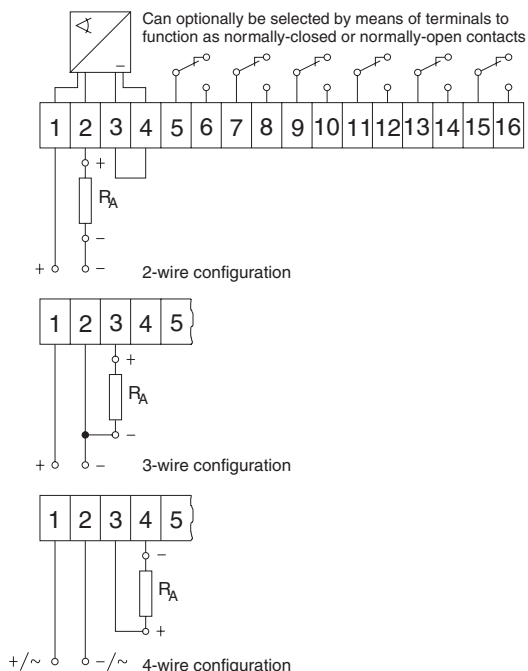 Can optionally be selected by means of terminals to
function as normally-closed or normally-open contacts
∢
–
1 2 3 4 5 6 7 8 9 10 11 12 13 14 15 16
+
RA
–
+ –
2-wire configuration
1 2 3 4 5
+
RA
–
+ –
3-wire configuration
1 2 3 4 5
–
RA
+
+/~ –/~
4-wire configuration